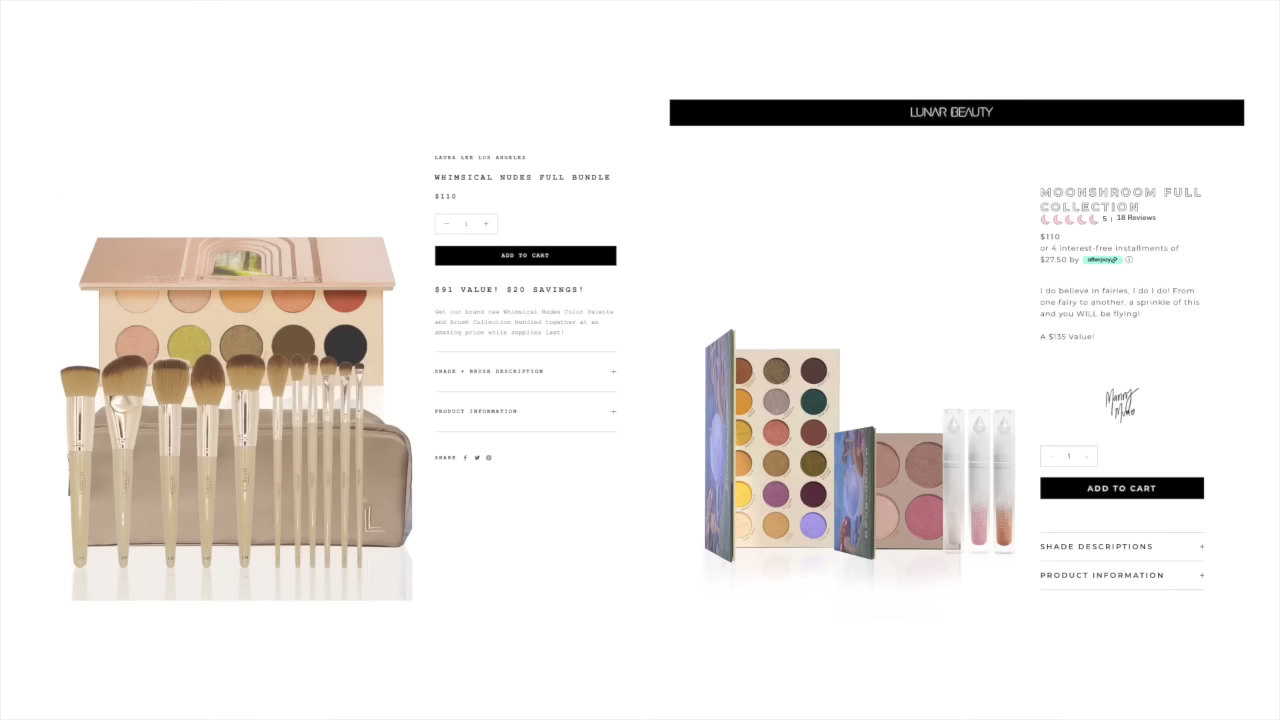 LAURA LEE LOS ANGELES
WHIMSICAL NUDES FULL BUNDLE
$110
− 1 +
ADD TO CART
$91 VALUE! $20 SAVINGS!
Get our brand new Whimsical Nudes Color Palette
and Brush Collection bundled together at an
amazing price while supplies last!
SHADE + BRUSH DESCRIPTION +
PRODUCT INFORMATION +
SHARE
L
LUNAR BEAUTY
MOONSHROOM FULL
COLLECTION
5 | 18 Reviews
$110
or 4 interest-free installments of
$27.50 by afterpay
I do believe In fairies, I do I do! From
one fairy to another, a sprinkle of this
and you WILL be flying!
A $135 Value!
Manny Mua
− 1 +
ADD TO CART
SHADE DESCRIPTIONS +
PRODUCT INFORMATION +